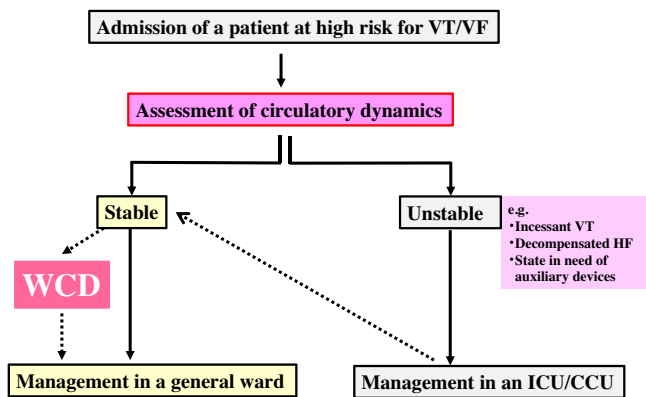 Admission of a patient at high risk for VT/VF
Assessment of circulatory dynamics
Stable
Unstable
e.g.
・Incessant VT
・Decompensated HF
・State in need of
auxiliary devices
WCD
Management in a general ward
Management in an ICU/CCU